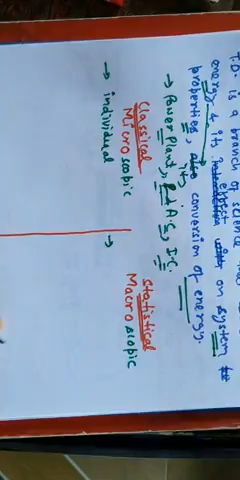 T.D. is a branch of science
energy & its effect on system
properties, conversion of energy.
→ Power Plant, A.C, I.C.
Classical
Microscopic
→ individual
Statistical
Macroscopic
→